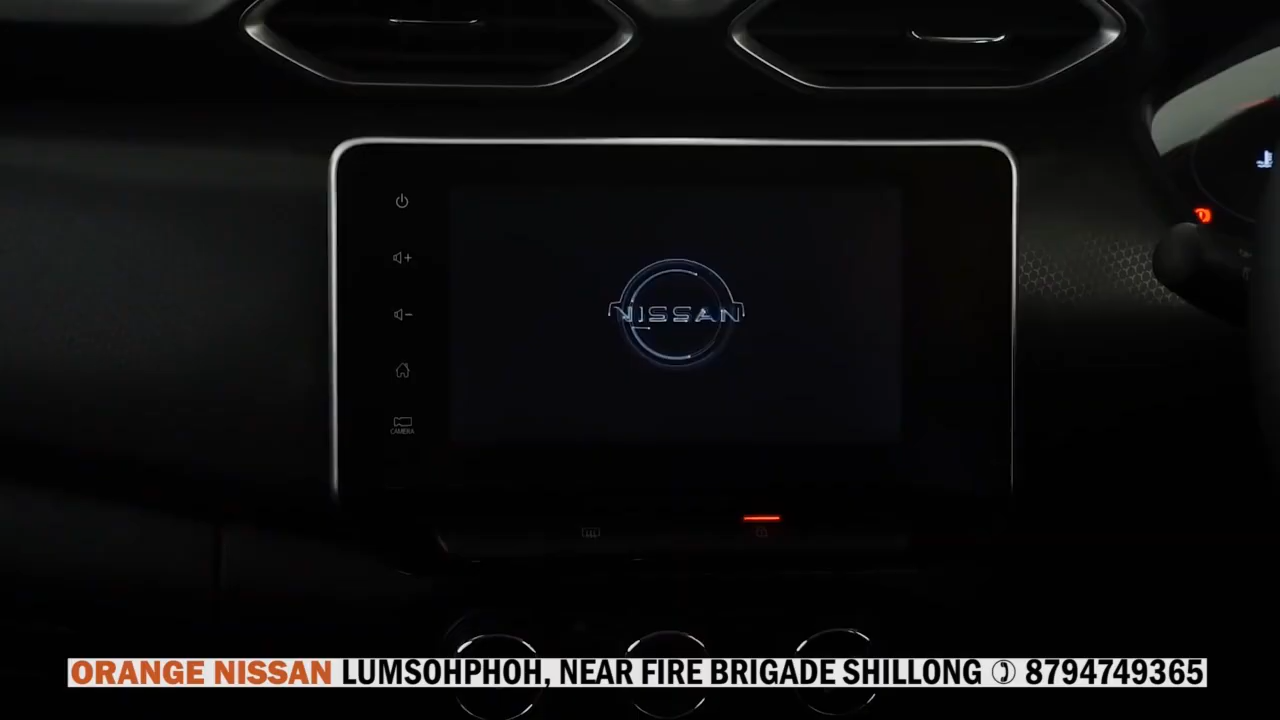 NISSAN
CAMERA
ORANGE NISSAN LUMSOHPHOH, NEAR FIRE BRIGADE SHILLONG ✆ 8794749365